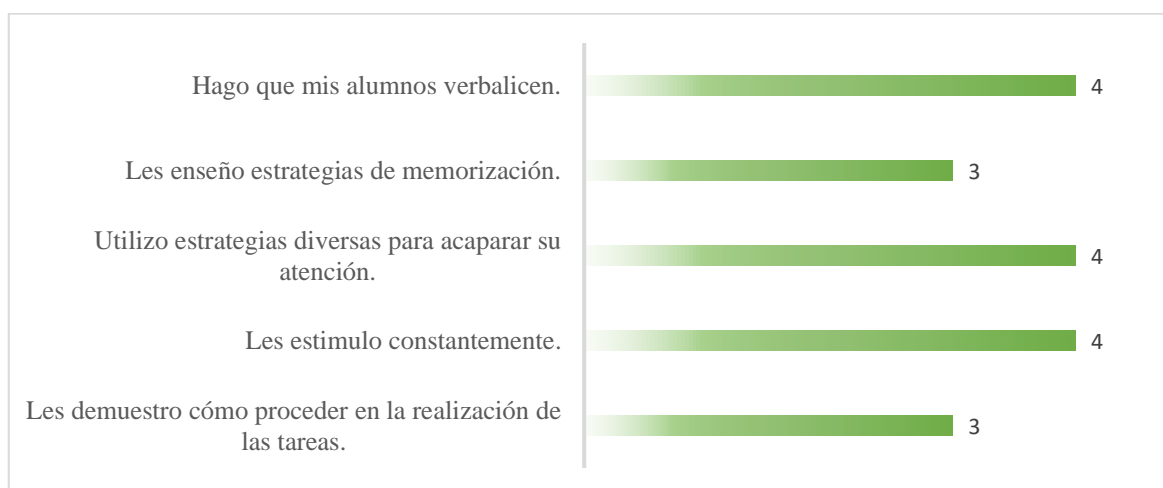 Hago que mis alumnos verbalicen.
4
Les enseño estrategias de memorización.
3
Utilizo estrategias diversas para acaparar su
atención.
4
Les estimulo constantemente.
4
Les demuestro cómo proceder en la realización de
las tareas.
3